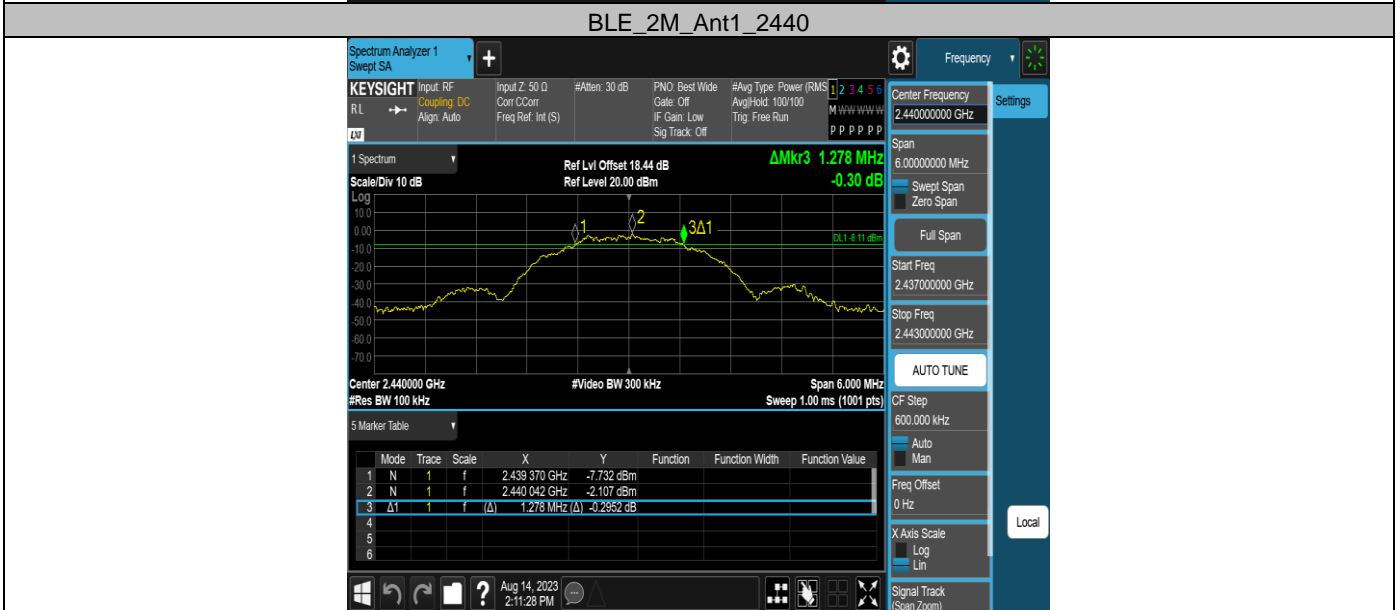 BLE_2M_Ant1_2440
Spectrum Analyzer 1
Swept SA
+
Frequency
KEYSIGHT
RL
LXI
Input: RF
Coupling: DC
Align: Auto
Input Z: 50 Ω
Corr CCorr
Freq Ref: Int (S)
#Atten: 30 dB
PNO: Best Wide
Gate: Off
IF Gain: Low
Sig Track: Off
#Avg Type: Power (RMS
Avg|Hold: 100/100
Trig: Free Run
1 2 3 4 5 6
M W W W W W
P P P P P P
1 Spectrum
Scale/Div 10 dB
Ref Lvl Offset 18.44 dB
Ref Level 20.00 dBm
ΔMkr3 1.278 MHz
-0.30 dB
Log
10.0
0.00
-10.0
-20.0
-30.0
-40.0
-50.0
-60.0
-70.0
1
2
3Δ1
DL1 -8.11 dBm
Center 2.440000 GHz
#Video BW 300 kHz
Span 6.000 MHz
#Res BW 100 kHz
Sweep 1.00 ms (1001 pts)
5 Marker Table
Mode Trace Scale X Y Function Function Width Function Value
1 N 1 f 2.439 370 GHz -7.732 dBm
2 N 1 f 2.440 042 GHz -2.107 dBm
3 Δ1 1 f (Δ) 1.278 MHz (Δ) -0.2952 dB
4
5
6
Aug 14, 2023
2:11:28 PM
?
Center Frequency
2.440000000 GHz
Settings
Span
6.00000000 MHz
Swept Span
Zero Span
Full Span
Start Freq
2.437000000 GHz
Stop Freq
2.443000000 GHz
AUTO TUNE
CF Step
600.000 kHz
Auto
Man
Freq Offset
0 Hz
X Axis Scale
Log
Lin
Local
Signal Track
(Span Zoom)